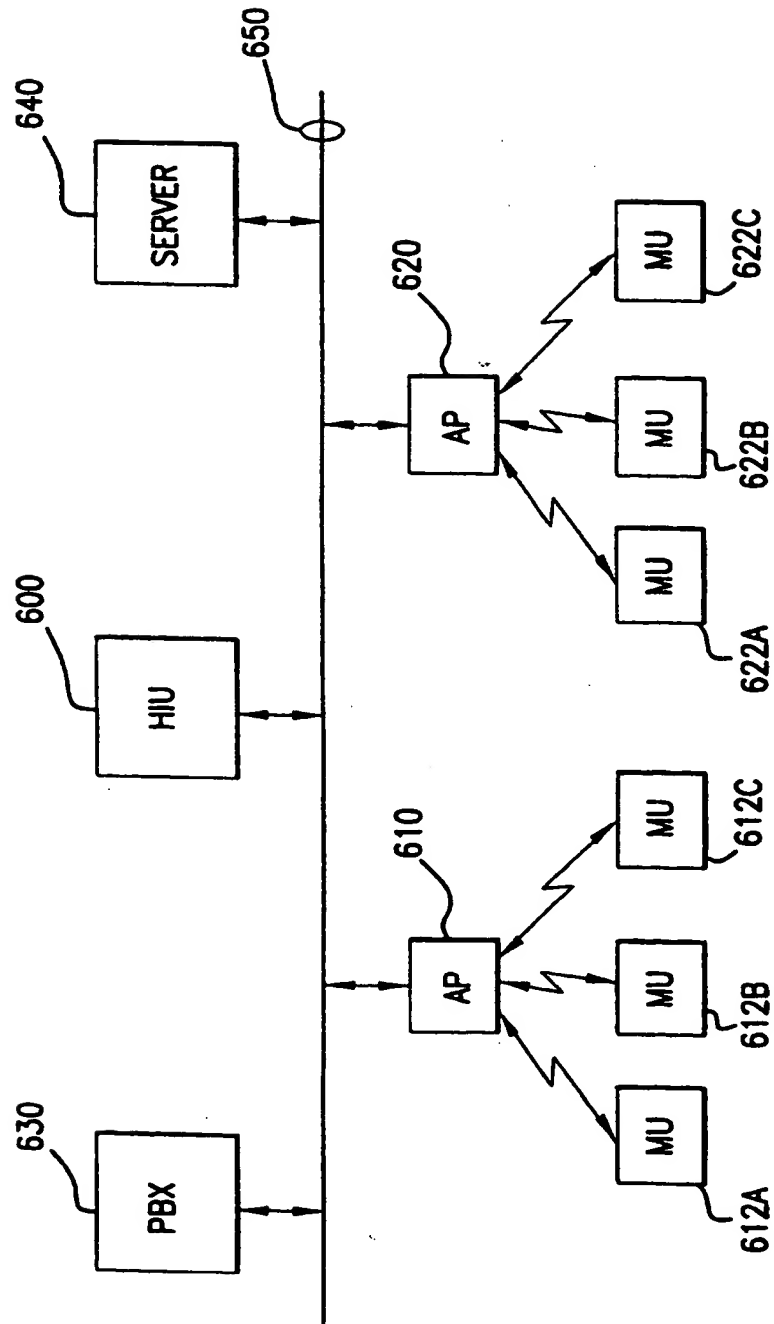 630
600
640
PBX
HIU
SERVER
650
610
620
AP
AP
MU
MU
MU
MU
MU
MU
612A
612B
612C
622A
622B
622C